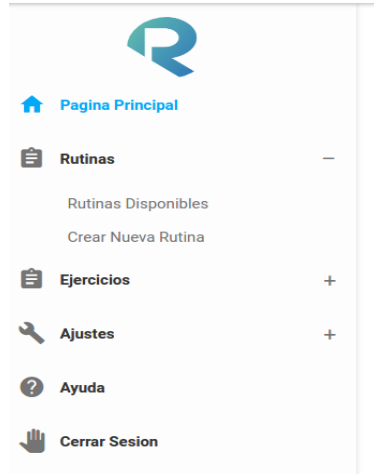 Pagina Principal
Rutinas
Rutinas Disponibles
Crear Nueva Rutina
Ejercicios
Ajustes
Ayuda
Cerrar Sesion